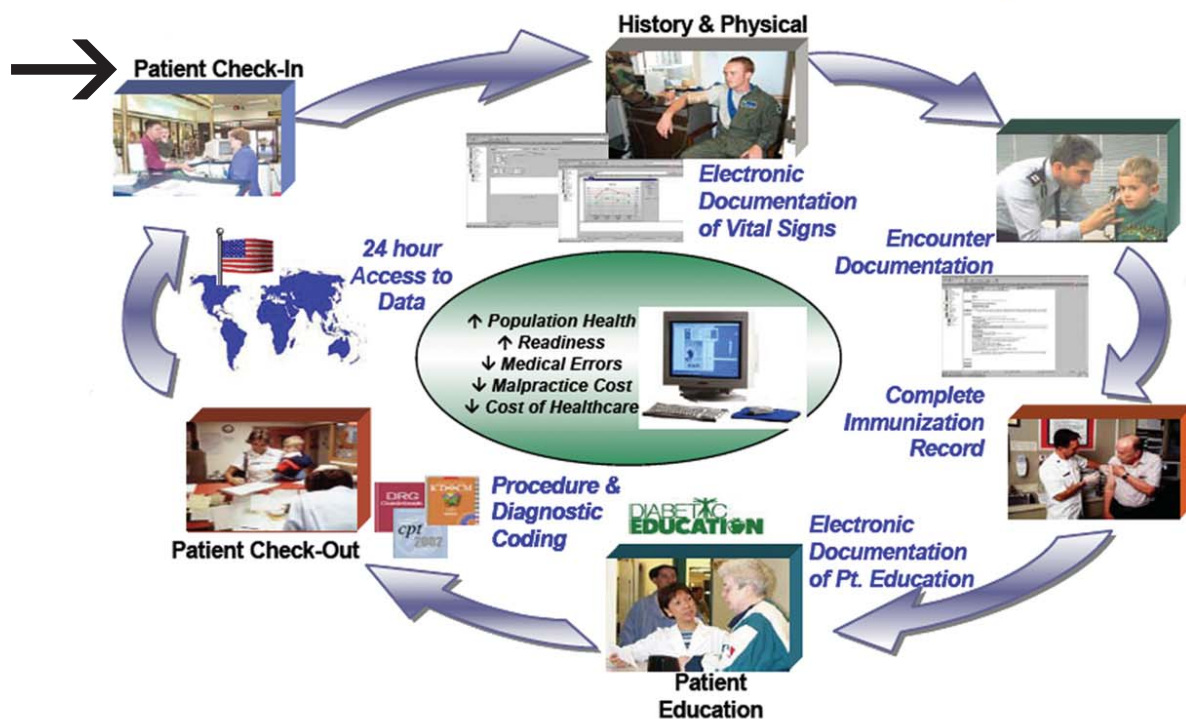 Patient Check-In
History & Physical
Electronic
Documentation
of Vital Signs
Encounter
Documentation
24 hour
Access to
Data
↑ Population Health
↑ Readiness
↓ Medical Errors
↓ Malpractice Cost
↓ Cost of Healthcare
Complete
Immunization
Record
Electronic
Documentation
of Pt. Education
DIABETIC
EDUCATION
Patient
Education
Procedure &
Diagnostic
Coding
DRG
cpt
2002
Patient Check-Out